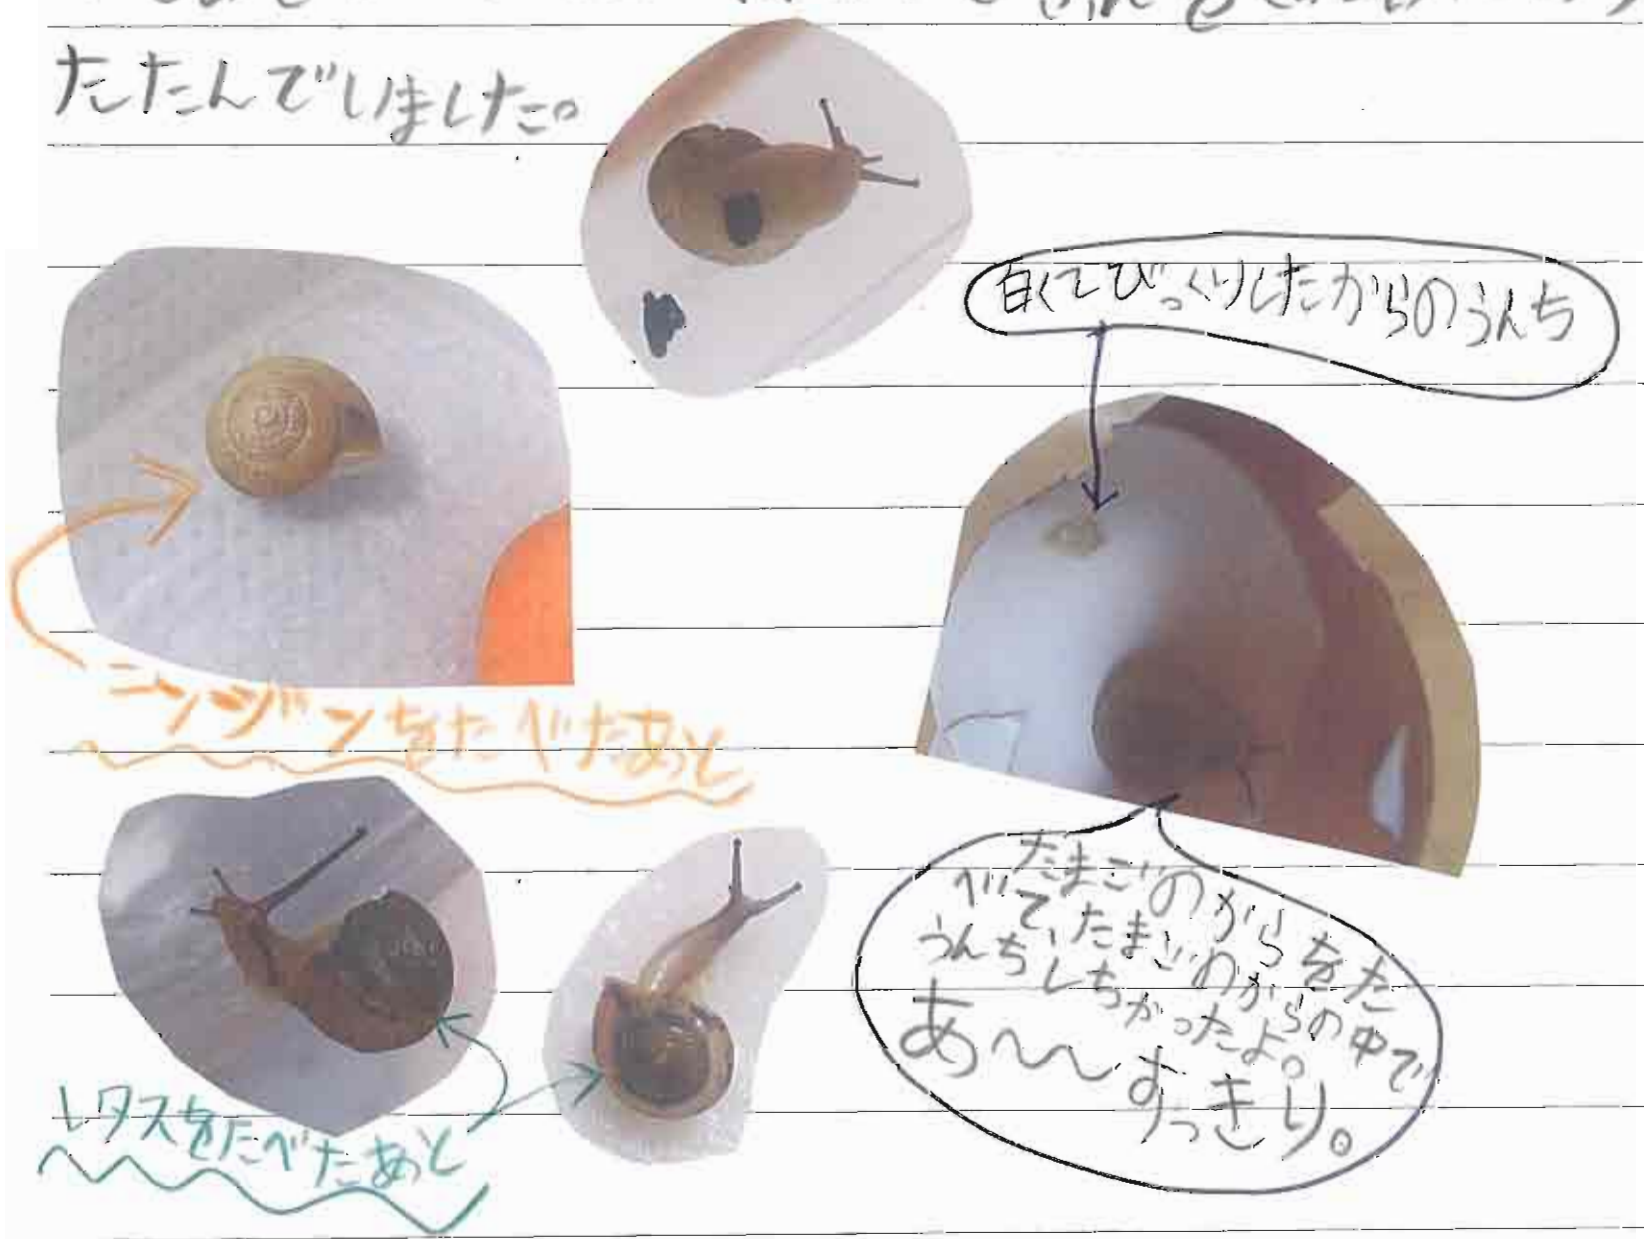 たたんでしました。
白くてびっくりしたからのうんち
ニンジンをたべたあと
たまごのからをた
べて、たまごのからの中で
うんちしちがったよ。
あ〜〜すっきり。
レタスをたべたあと